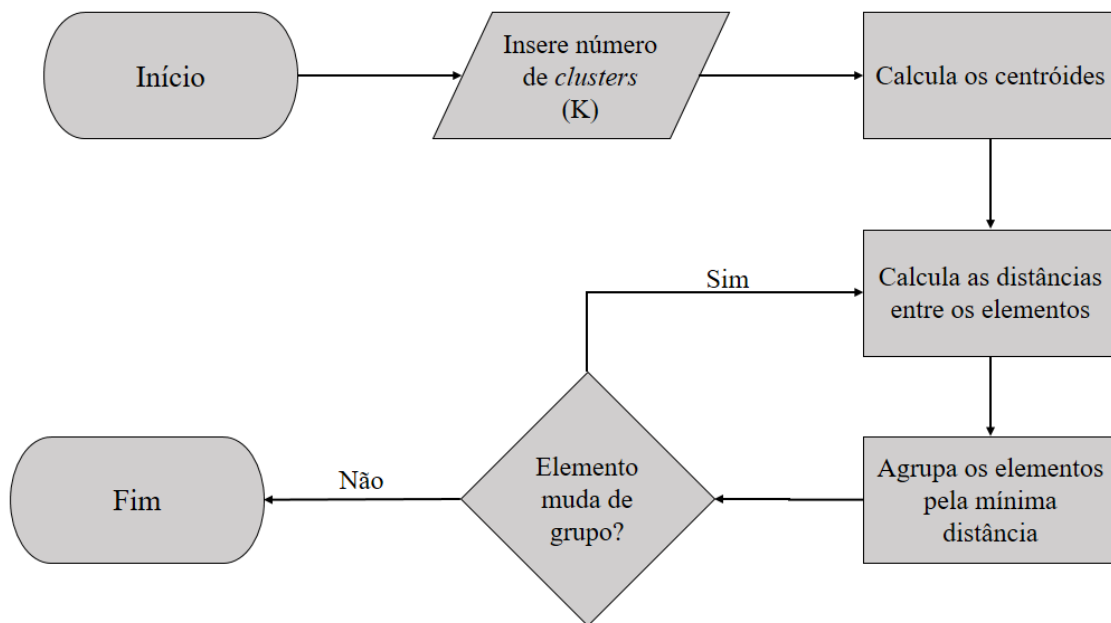 Início
Insere número
de clusters
(K)
Calcula os centróides
Calcula as distâncias
entre os elementos
Sim
Agrupa os elementos
pela mínima
distância
Elemento
muda de
grupo?
Não
Fim